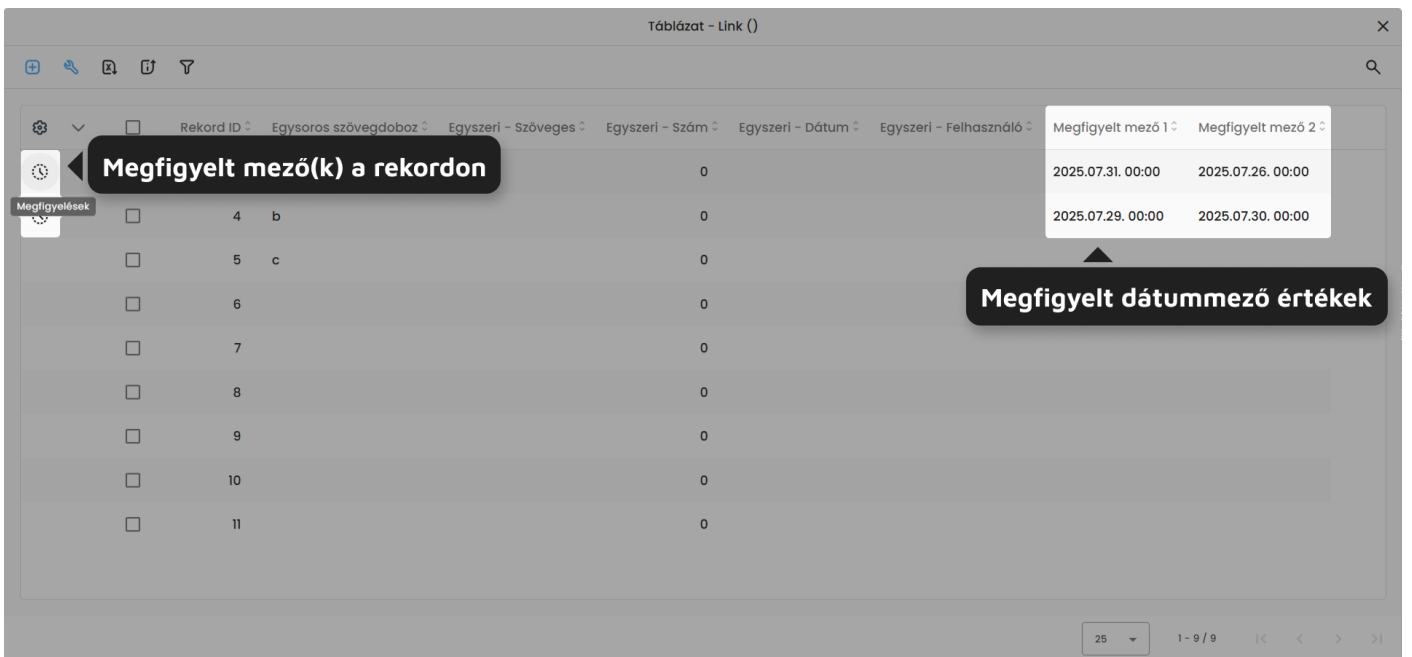 Táblázat - Link ()
Rekord ID Egysoros szövegdoboz Egyszeri - Szöveges Egyszeri - Szám Egyszeri - Dátum Egyszeri - Felhasználó Megfigyelt mező 1 Megfigyelt mező 2
Megfigyelt mező(k) a rekordon
0 2025.07.31. 00:00 2025.07.26. 00:00
Megfigyelések
4 b 0 2025.07.29. 00:00 2025.07.30. 00:00
5 c 0
Megfigyelt dátummező értékek
6 0
7 0
8 0
9 0
10 0
11 0
25 1 - 9 / 9